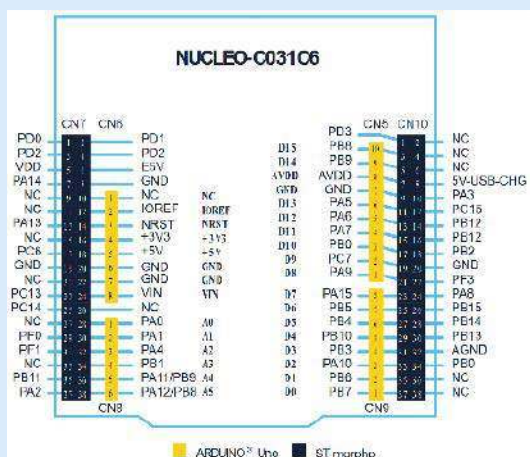 NUCLEO-C031C6
CN7 CN6
CN5 CN10
PD0
PD2
VDD
PA14
NC
NC
PA13
NC
PC6
GND
NC
PC13
PC14
NC
PF0
PF1
NC
PB11
PA2
PD1
PD2
E5V
GND
NC
IOREF
NRST
+3V3
+5V
GND
GND
VIN
NC
PA0
PA1
PA4
PB1
PA11/PB9
PA12/PB8
CN8
NC
IOREF
NRST
+3V3
+5V
GND
GND
VIN
A0
A1
A2
A3
A4
A5
D15
D14
AVDD
GND
D13
D12
D11
D10
D9
D8
D7
D6
D5
D4
D3
D2
D1
D0
PD3
PB8
PB9
AVDD
GND
PA5
PA6
PA7
PB0
PC7
PA9
PA15
PB5
PB4
PB10
PB3
PA10
PB6
PB7
CN9
NC
NC
NC
5V-USB-CHG
PA3
PC15
PB12
PB12
PB2
GND
PF3
PA8
PB15
PB14
PB13
AGND
PB0
NC
NC
ARDUINO® Uno
ST morpho